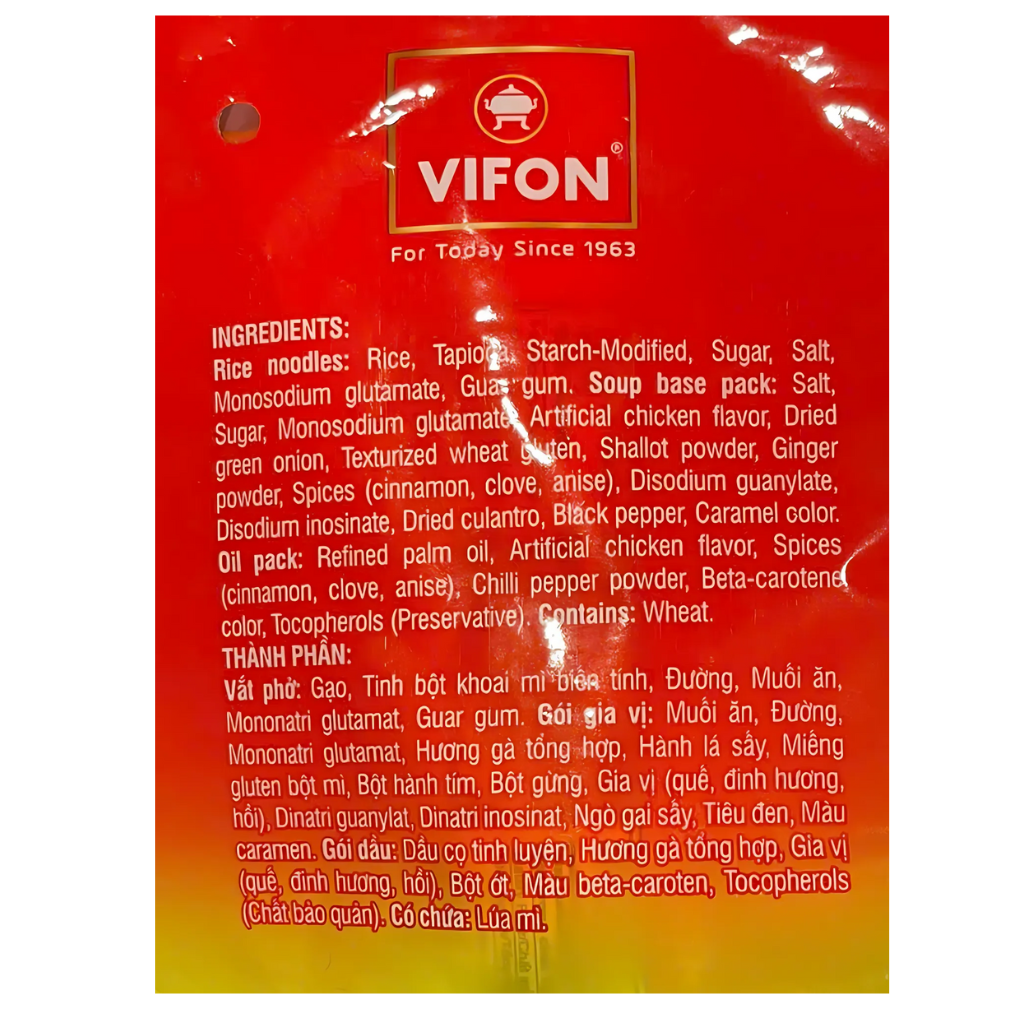 VIFON®
For Today Since 1963
INGREDIENTS:
Rice noodles: Rice, Tapioca Starch-Modified, Sugar, Salt,
Monosodium glutamate, Guar gum. Soup base pack: Salt,
Sugar, Monosodium glutamate, Artificial chicken flavor, Dried
green onion, Texturized wheat gluten, Shallot powder, Ginger
powder, Spices (cinnamon, clove, anise), Disodium guanylate,
Disodium inosinate, Dried culantro, Black pepper, Caramel color.
Oil pack: Refined palm oil, Artificial chicken flavor, Spices
(cinnamon, clove, anise), Chilli pepper powder, Beta-carotene
color, Tocopherols (Preservative). Contains: Wheat.
THÀNH PHẦN:
Vắt phở: Gạo, Tinh bột khoai mì biến tính, Đường, Muối ăn,
Mononatri glutamat, Guar gum. Gói gia vị: Muối ăn, Đường,
Mononatri glutamat, Hương gà tổng hợp, Hành lá sấy, Miếng
gluten bột mì, Bột hành tím, Bột gừng, Gia vị (quế, đinh hương,
hồi), Dinatri guanylat, Dinatri inosinat, Ngò gai sấy, Tiêu đen, Màu
caramen. Gói dầu: Dầu cọ tinh luyện, Hương gà tổng hợp, Gia vị
(quế, đinh hương, hồi), Bột ớt, Màu beta-caroten, Tocopherols
(Chất bảo quản). Có chứa: Lúa mì.